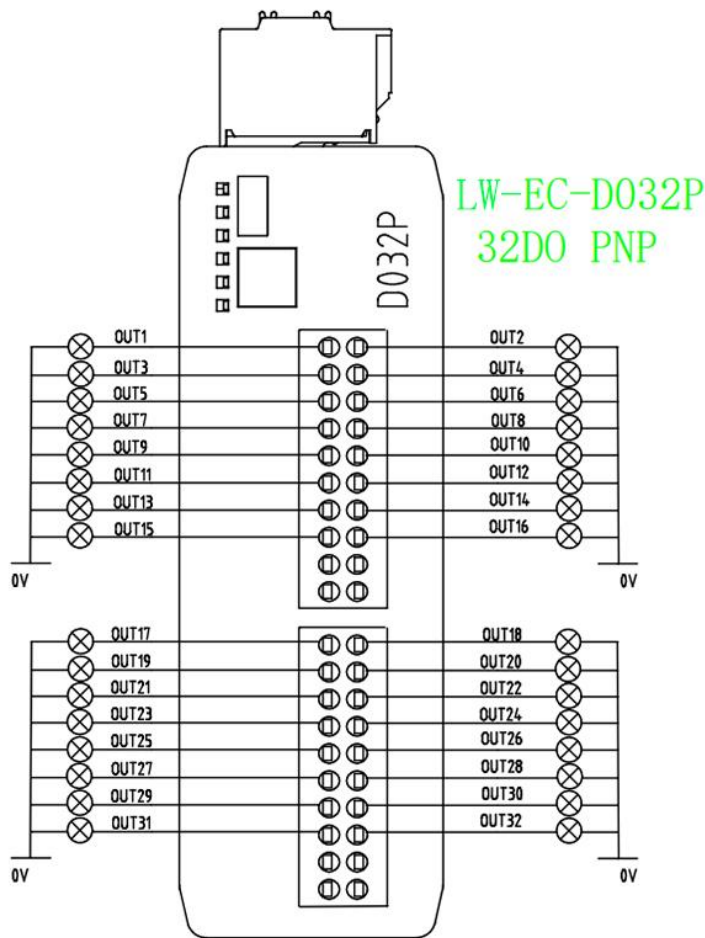 LW-EC-DO32P
32DO PNP
DO32P
OUT1 OUT2
OUT3 OUT4
OUT5 OUT6
OUT7 OUT8
OUT9 OUT10
OUT11 OUT12
OUT13 OUT14
OUT15 OUT16
0V 0V
OUT17 OUT18
OUT19 OUT20
OUT21 OUT22
OUT23 OUT24
OUT25 OUT26
OUT27 OUT28
OUT29 OUT30
OUT31 OUT32
0V 0V